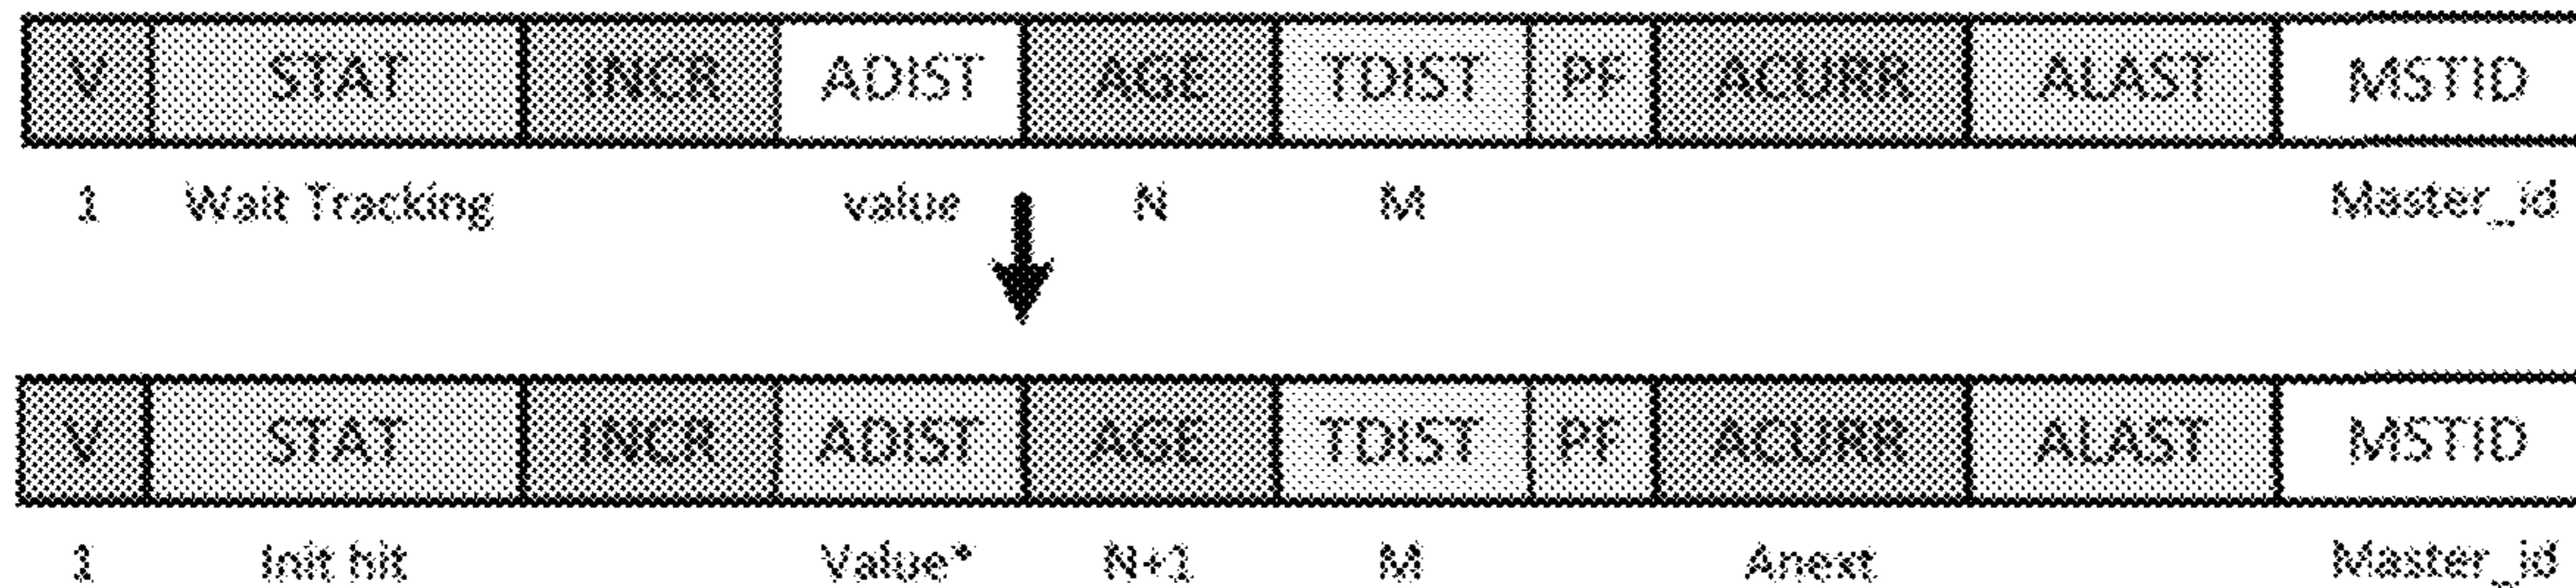 V STAT INCR ADIST AGE TDIST PF ACURR ALAST MSTID
1 Wait Tracking value N M Master_id
V STAT INCR ADIST AGE TDIST PF ACURR ALAST MSTID
1 Init hit Value* N+1 M Anext Master_id